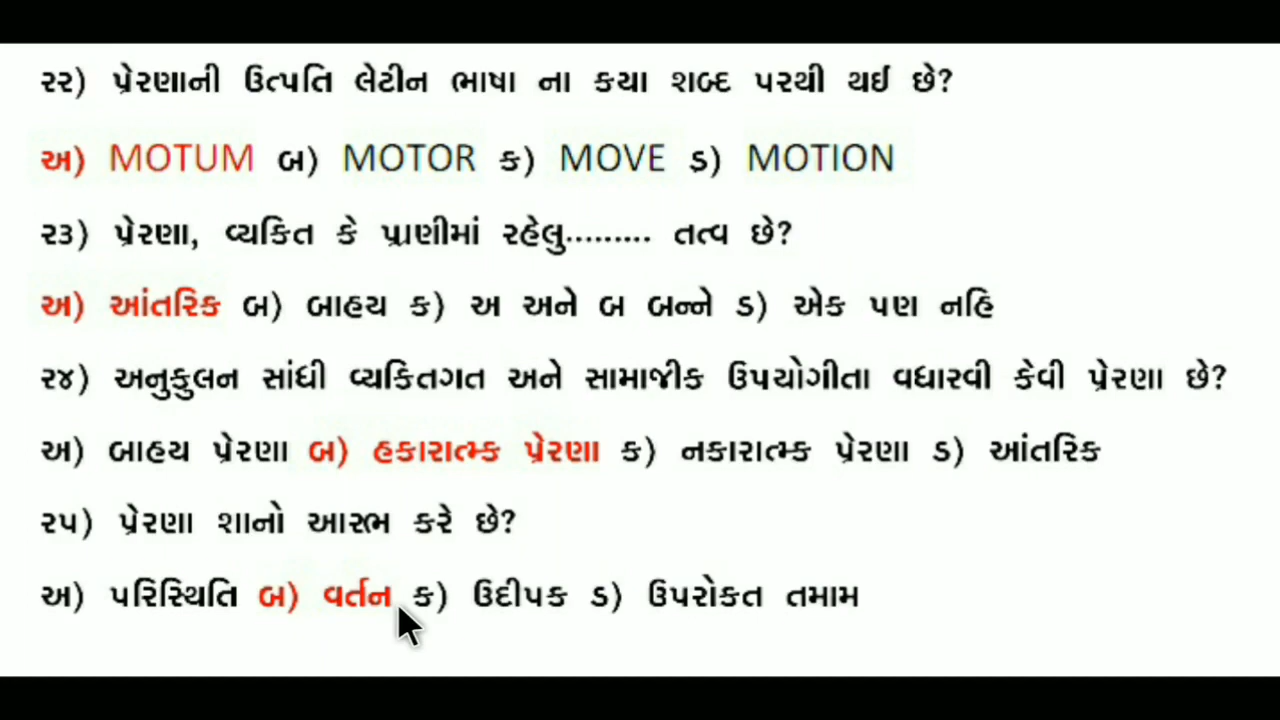 ૨૨) પ્રેરણાની ઉત્પતિ લેટીન ભાષા ના કયા શબ્દ પરથી થઈ છે?
અ) MOTUM બ) MOTOR ક) MOVE ડ) MOTION
૨૩) પ્રેરણા, વ્યકિત કે પ્રાણીમાં રહેલુ......... તત્વ છે?
અ) આંતરિક બ) બાહય ક) અ અને બ બન્ને ડ) એક પણ નહિ
૨૪) અનુકુલન સાંધી વ્યકિતગત અને સામાજીક ઉપયોગીતા વધારવી કેવી પ્રેરણા છે?
અ) બાહય પ્રેરણા બ) હકારાત્મ્ક પ્રેરણા ક) નકારાત્મ્ક પ્રેરણા ડ) આંતરિક
૨૫) પ્રેરણા શાનો આરંભ કરે છે?
અ) પરિસ્થિતિ બ) વર્તન ક) ઉદીપક ડ) ઉપરોકત તમામ